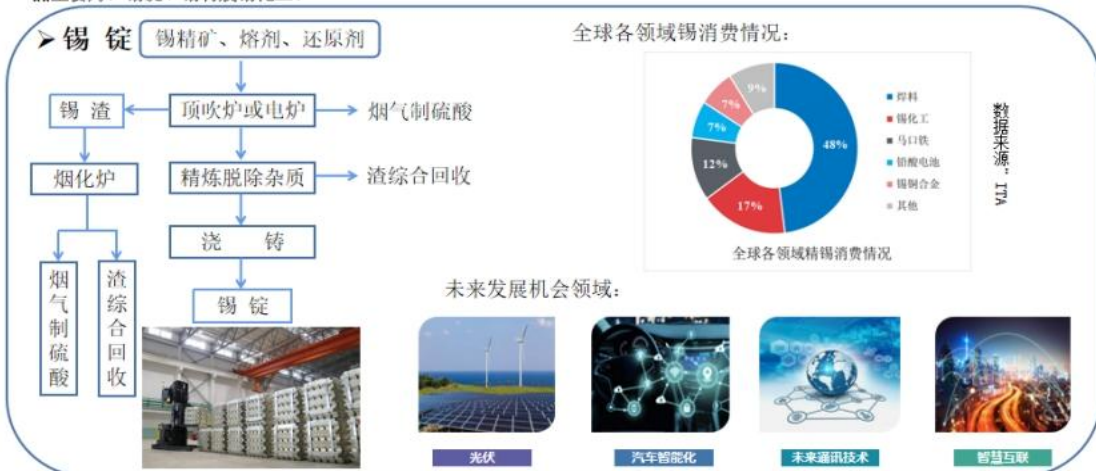 ➤锡 锭
锡精矿、熔剂、还原剂
锡 渣
顶吹炉或电炉
烟气制硫酸
烟化炉
精炼脱除杂质
渣综合回收
浇 铸
烟气制硫酸
渣综合回收
锡 锭
全球各领域锡消费情况：
9%
7%
7%
12%
17%
48%
焊料
锡化工
马口铁
铅酸电池
锡铜合金
其他
全球各领域精锡消费情况
数据来源" ITA
未来发展机会领域：
光伏
汽车智能化
未来通讯技术
智慧互联